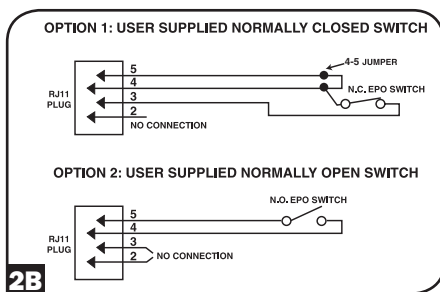 OPTION 1: USER SUPPLIED NORMALLY CLOSED SWITCH
4-5 JUMPER
5
4
N.C. EPO SWITCH
RJ11
PLUG
3
2
NO CONNECTION
OPTION 2: USER SUPPLIED NORMALLY OPEN SWITCH
N.O. EPO SWITCH
5
4
RJ11
PLUG
3
2
NO CONNECTION
2B